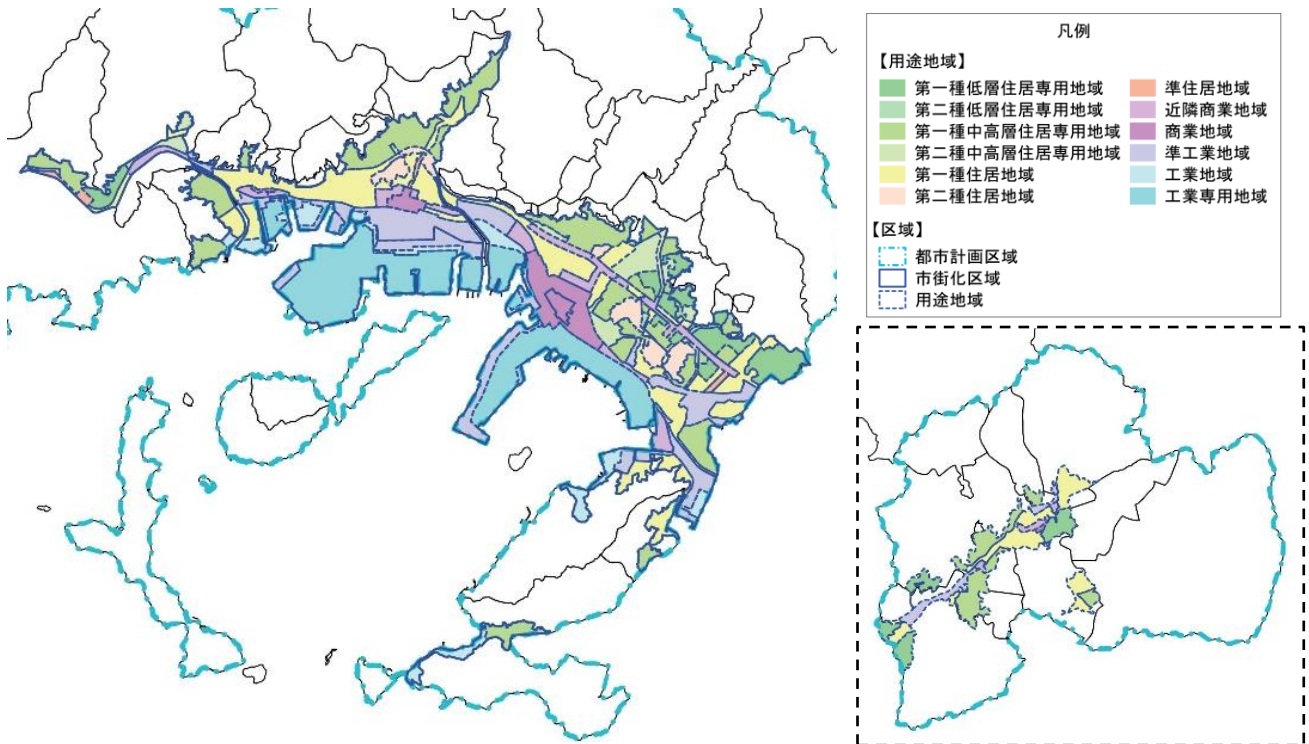 凡例
【用途地域】
第一種低層住居専用地域
第二種低層住居専用地域
第一種中高層住居専用地域
第二種中高層住居専用地域
第一種住居地域
第二種住居地域
準住居地域
近隣商業地域
商業地域
準工業地域
工業地域
工業専用地域
【区域】
都市計画区域
市街化区域
用途地域